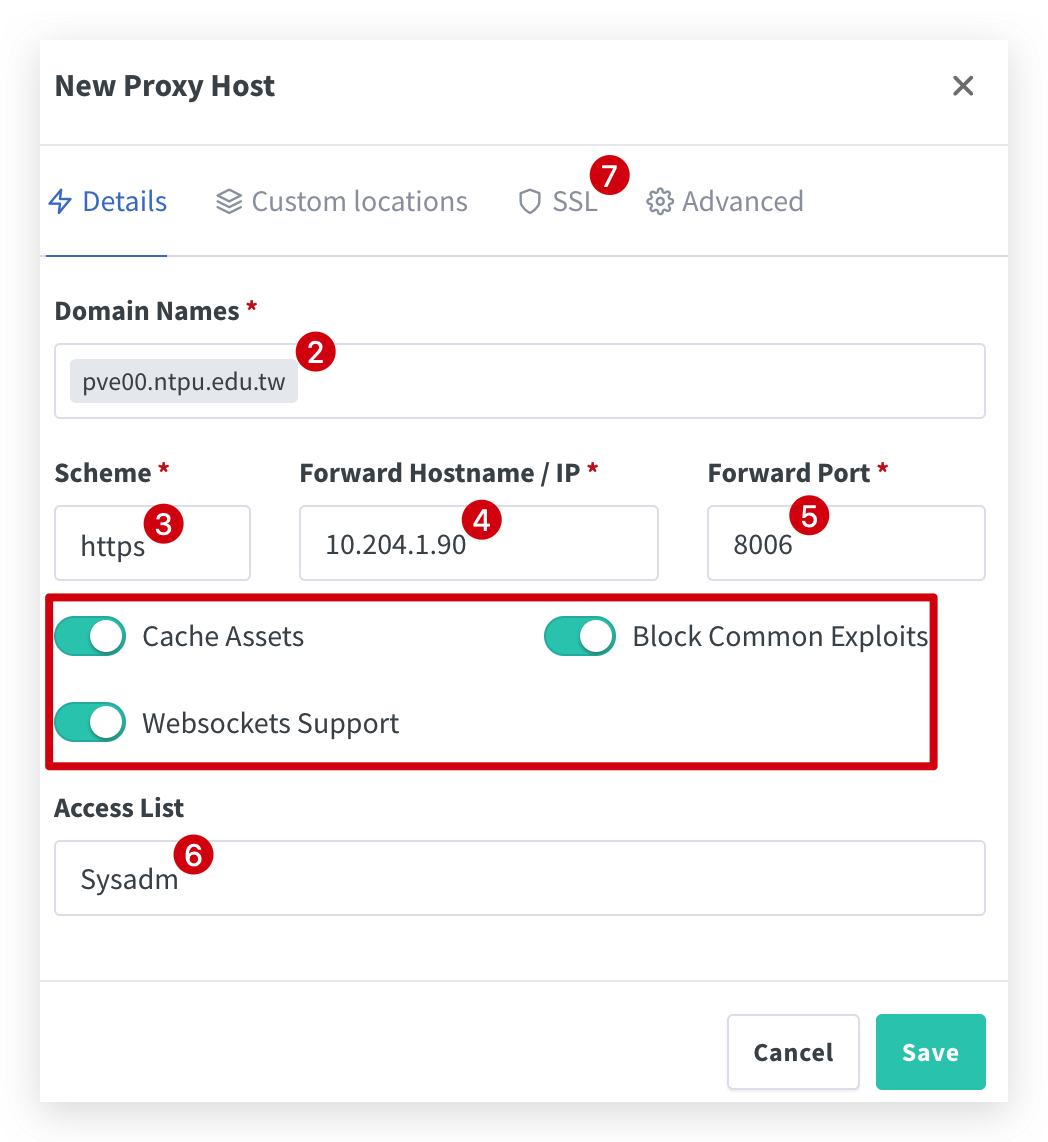 New Proxy Host
Details Custom locations SSL 7 Advanced
Domain Names *
2
pve00.ntpu.edu.tw
Scheme * Forward Hostname / IP * Forward Port *
3 4 5
https 10.204.1.90 8006
Cache Assets Block Common Exploits
Websockets Support
Access List
6
Sysadm
Cancel Save